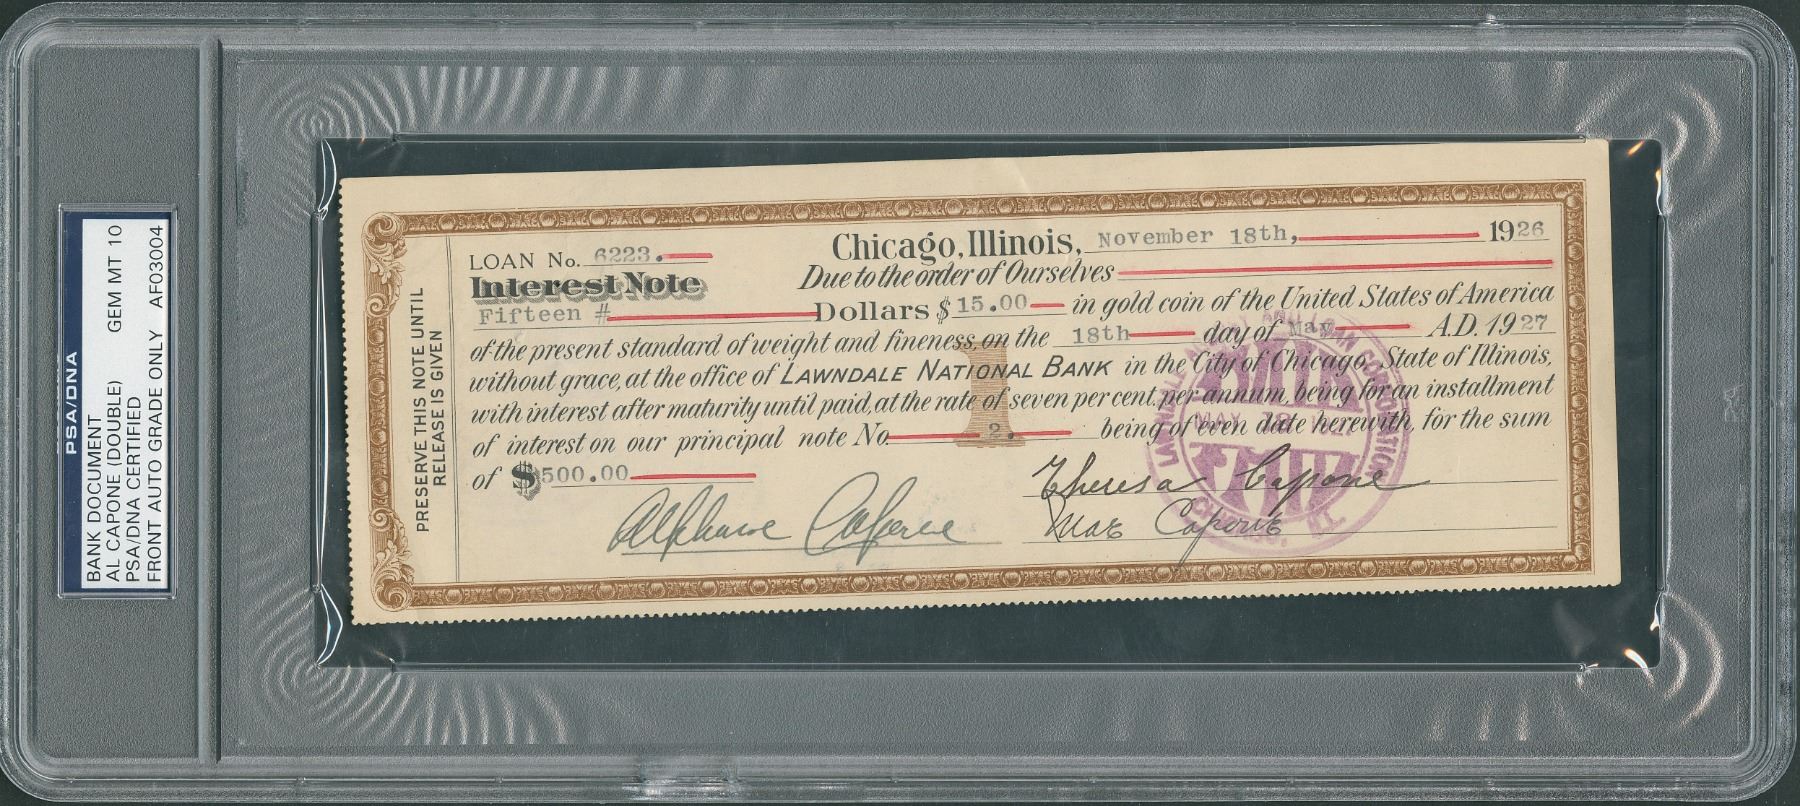 PSA/DNA
BANK DOCUMENT
AL CAPONE (DOUBLE) GEM MT 10
PSA/DNA CERTIFIED
FRONT AUTO GRADE ONLY AF03004
PRESERVE THIS NOTE UNTIL
RELEASE IS GIVEN
LOAN No. 6223.
Chicago, Illinois, November 18th, 1926
Interest Note
Due to the order of Ourselves
Fifteen # Dollars $15.00 in gold coin of the United States of America
of the present standard of weight and fineness, on the 18th day of May A.D. 1927
without grace, at the office of LAWNDALE NATIONAL BANK in the City of Chicago, State of Illinois,
with interest after maturity until paid, at the rate of seven per cent. per annum, being for an installment
of interest on our principal note No. 2. being of even date herewith, for the sum
of $500.00
1
Alphonse Capone
Theresa Capone
Mae Capone
MAY 18 1927